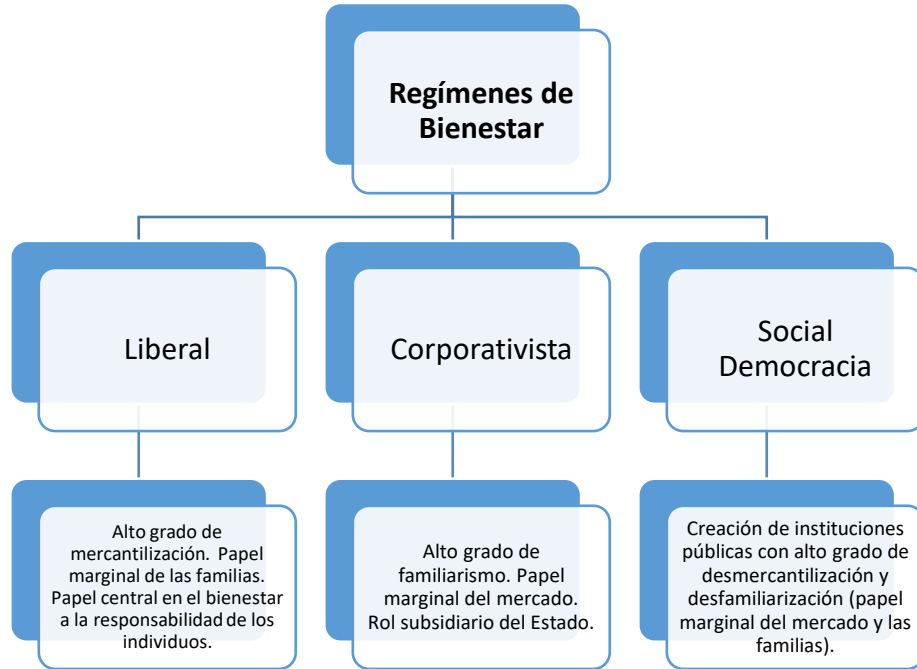 Regímenes de
Bienestar
Liberal
Corporativista
Social
Democracia
Alto grado de
mercantilización. Papel
marginal de las familias.
Papel central en el bienestar
a la responsabilidad de los
individuos.
Alto grado de
familiarismo. Papel
marginal del mercado.
Rol subsidiario del Estado.
Creación de instituciones
públicas con alto grado de
desmercantilización y
desfamiliarización (papel
marginal del mercado y las
familias).